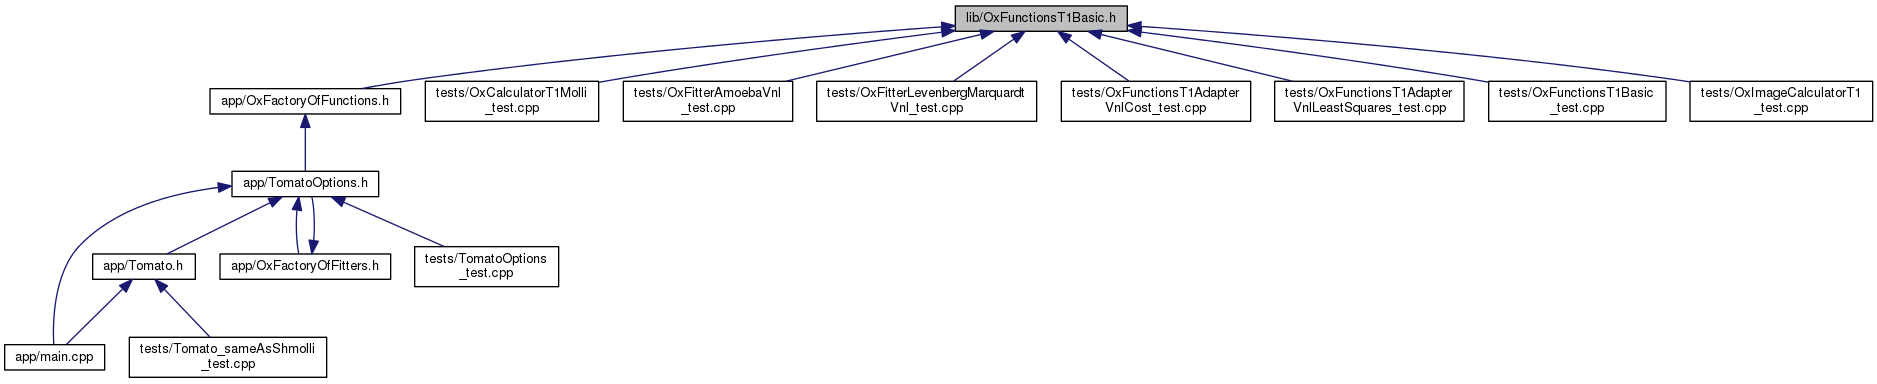 lib/OxFunctionsT1Basic.h
app/OxFactoryOfFunctions.h
tests/OxCalculatorT1Molli
_test.cpp
tests/OxFitterAmoebaVnl
_test.cpp
tests/OxFitterLevenbergMarquardt
Vnl_test.cpp
tests/OxFunctionsT1Adapter
VnlCost_test.cpp
tests/OxFunctionsT1Adapter
VnlLeastSquares_test.cpp
tests/OxFunctionsT1Basic
_test.cpp
tests/OxImageCalculatorT1
_test.cpp
app/TomatoOptions.h
app/Tomato.h
app/OxFactoryOfFitters.h
tests/TomatoOptions
_test.cpp
app/main.cpp
tests/Tomato_sameAsShmolli
_test.cpp